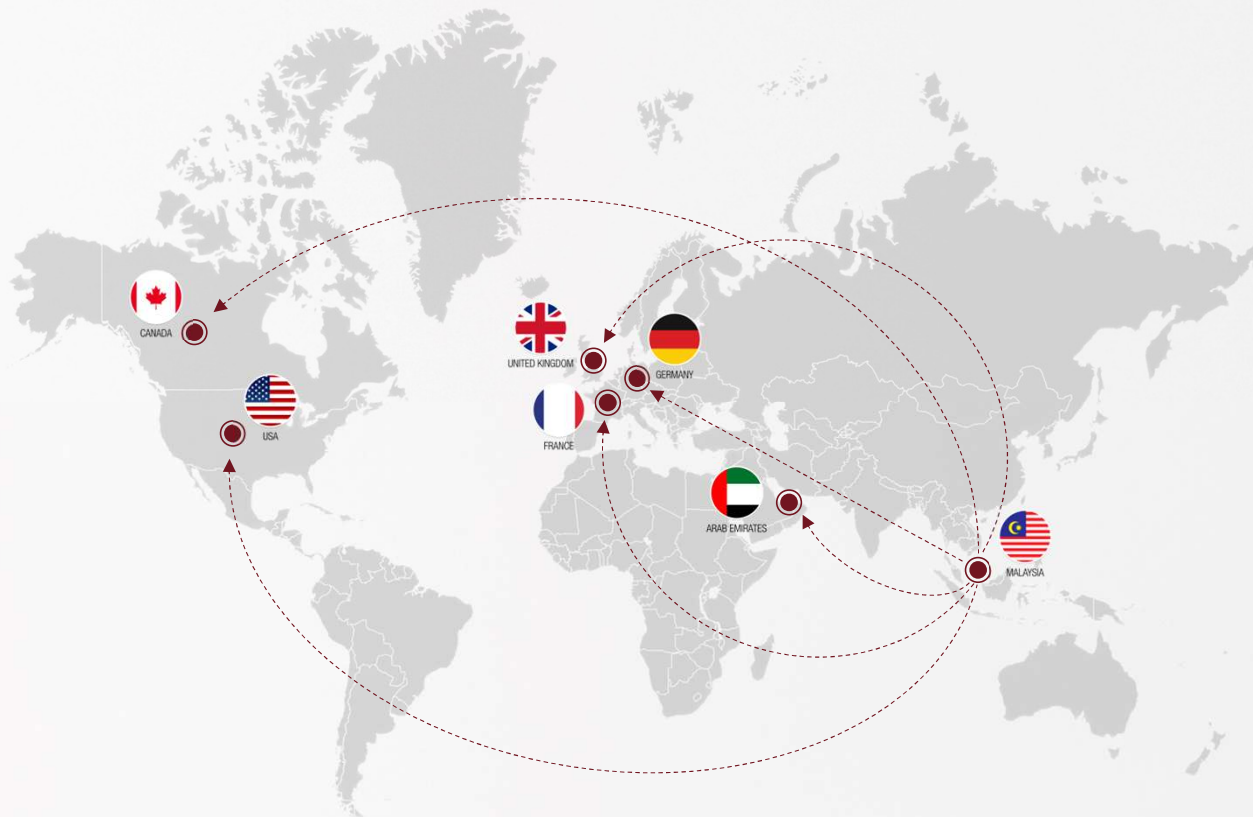 CANADA
UNITED KINGDOM
GERMANY
USA
FRANCE
ARAB EMIRATES
MALAYSIA